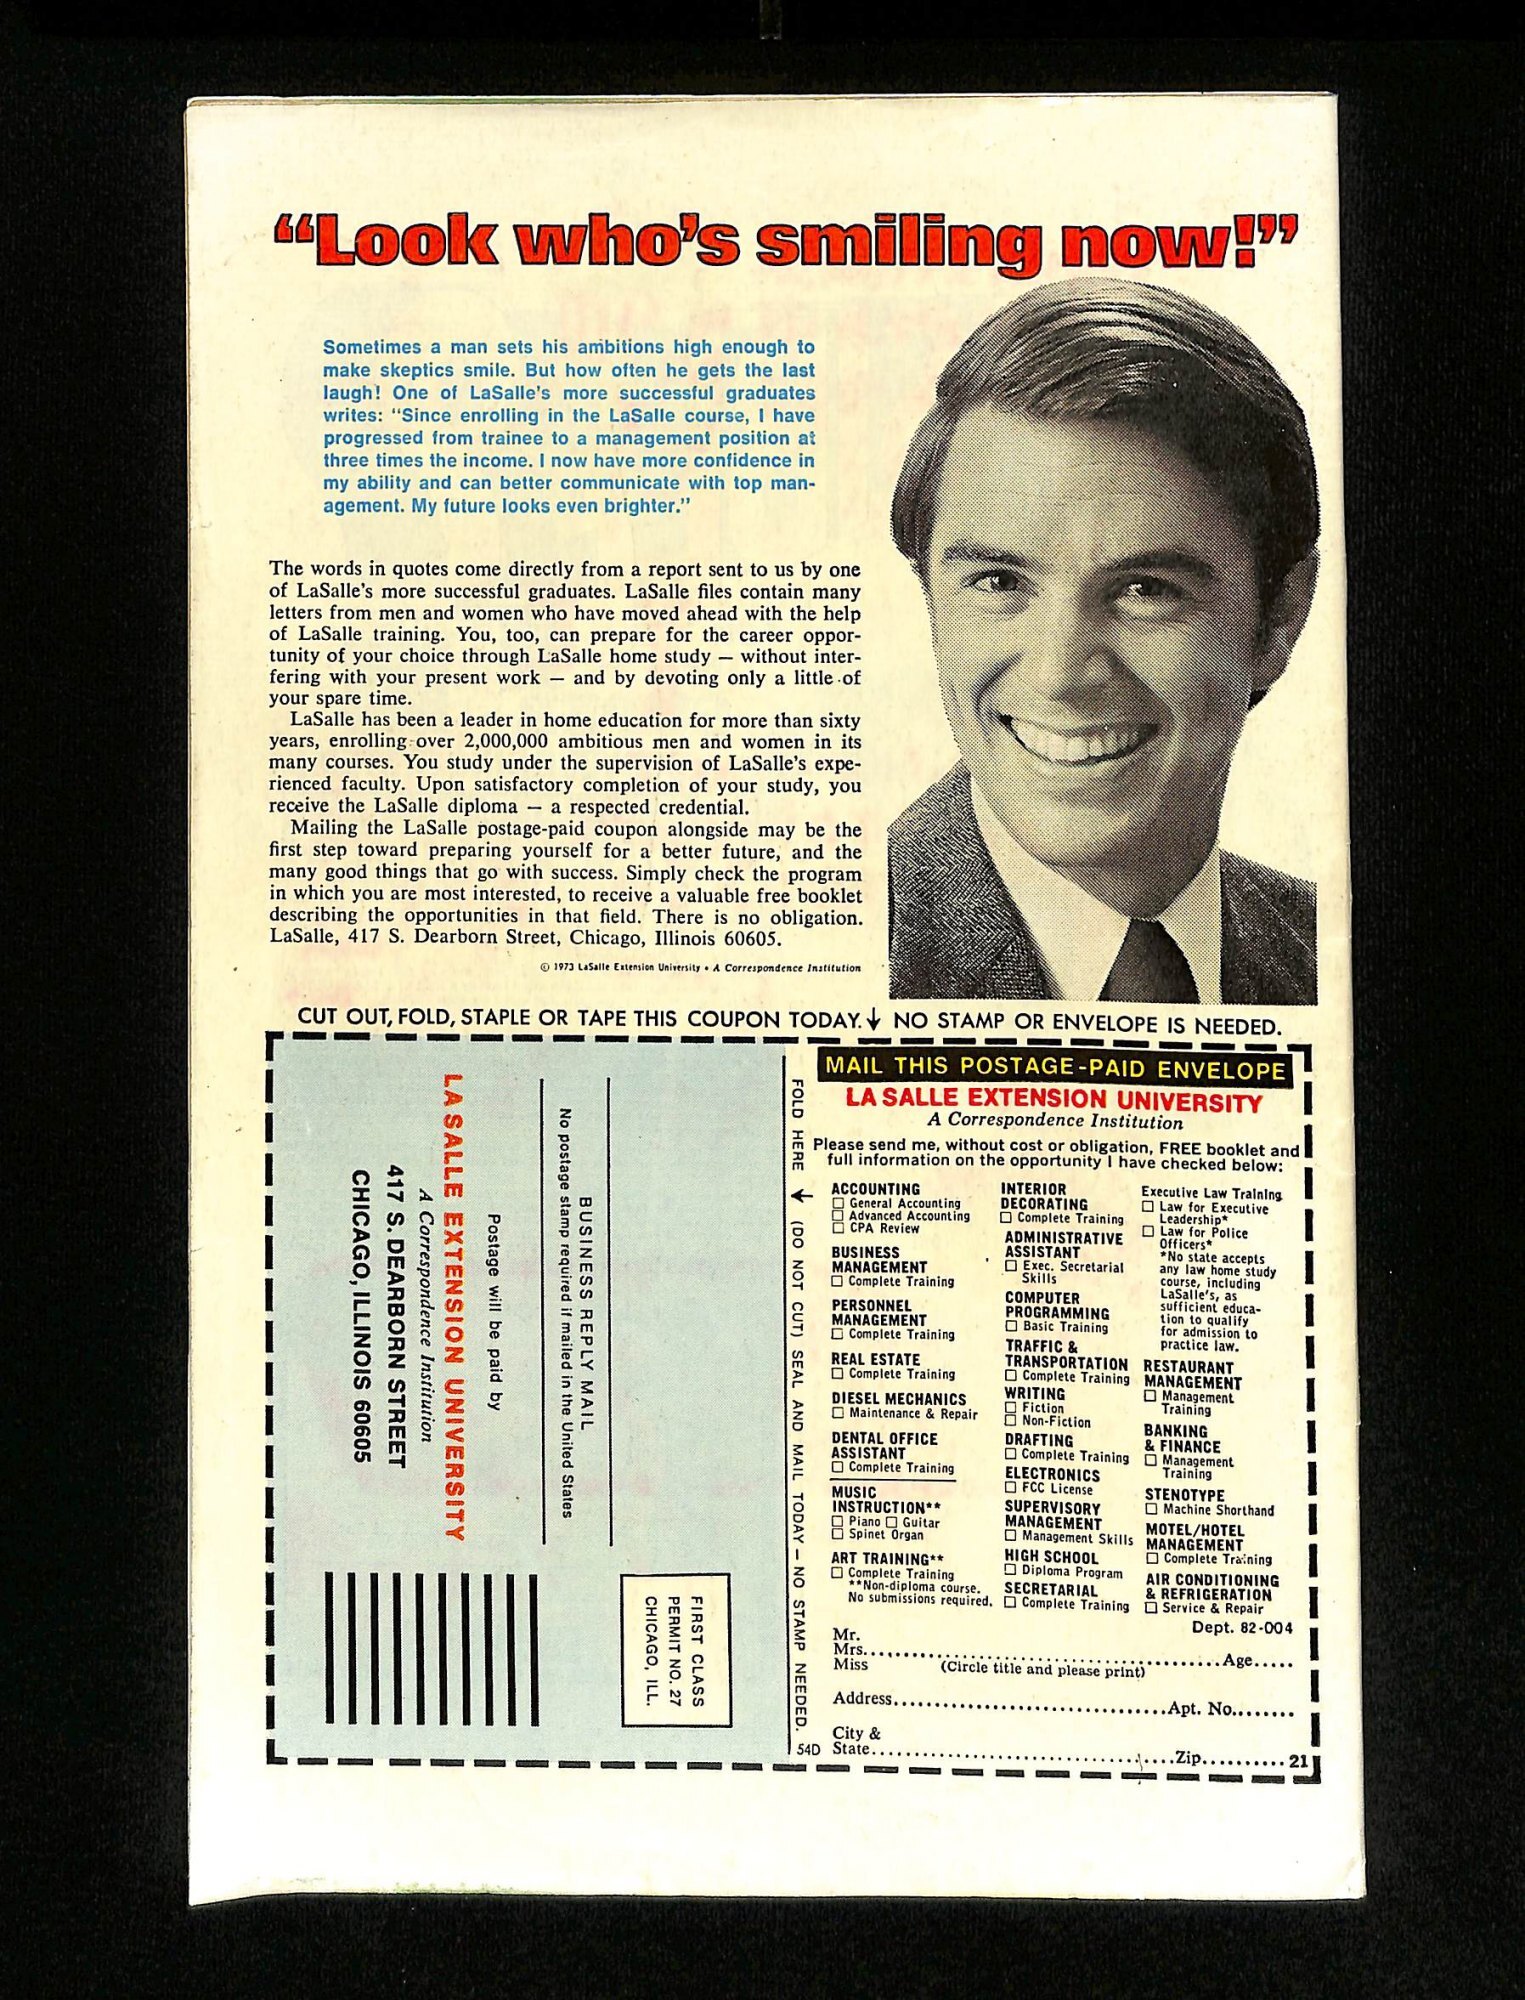 “Look who’s smiling now!”
Sometimes a man sets his ambitions high enough to
make skeptics smile. But how often he gets the last
laugh! One of LaSalle’s more successful graduates
writes: “Since enrolling in the LaSalle course, I have
progressed from trainee to a management position at
three times the income. I now have more confidence in
my ability and can better communicate with top man-
agement. My future looks even brighter.”
The words in quotes come directly from a report sent to us by one
of LaSalle’s more successful graduates. LaSalle files contain many
letters from men and women who have moved ahead with the help
of LaSalle training. You, too, can prepare for the career oppor-
tunity of your choice through LaSalle home study — without inter-
fering with your present work — and by devoting only a little of
your spare time.
LaSalle has been a leader in home education for more than sixty
years, enrolling over 2,000,000 ambitious men and women in its
many courses. You study under the supervision of LaSalle’s expe-
rienced faculty. Upon satisfactory completion of your study, you
receive the LaSalle diploma — a respected credential.
Mailing the LaSalle postage-paid coupon alongside may be the
first step toward preparing yourself for a better future, and the
many good things that go with success. Simply check the program
in which you are most interested, to receive a valuable free booklet
describing the opportunities in that field. There is no obligation.
LaSalle, 417 S. Dearborn Street, Chicago, Illinois 60605.
© 1973 LaSalle Extension University • A Correspondence Institution
CUT OUT, FOLD, STAPLE OR TAPE THIS COUPON TODAY.↓ NO STAMP OR ENVELOPE IS NEEDED.
FIRST CLASS
PERMIT NO. 27
CHICAGO, ILL.
BUSINESS REPLY MAIL
No postage stamp required if mailed in the United States
Postage will be paid by
LA SALLE EXTENSION UNIVERSITY
A Correspondence Institution
417 S. DEARBORN STREET
CHICAGO, ILLINOIS 60605
FOLD HERE ← (DO NOT CUT) SEAL AND MAIL TODAY – NO STAMP NEEDED.
54D
MAIL THIS POSTAGE-PAID ENVELOPE
LA SALLE EXTENSION UNIVERSITY
A Correspondence Institution
Please send me, without cost or obligation, FREE booklet and
full information on the opportunity I have checked below:
ACCOUNTING
☐ General Accounting
☐ Advanced Accounting
☐ CPA Review
BUSINESS
MANAGEMENT
☐ Complete Training
PERSONNEL
MANAGEMENT
☐ Complete Training
REAL ESTATE
☐ Complete Training
DIESEL MECHANICS
☐ Maintenance & Repair
DENTAL OFFICE
ASSISTANT
☐ Complete Training
MUSIC
INSTRUCTION**
☐ Piano ☐ Guitar
☐ Spinet Organ
ART TRAINING**
☐ Complete Training
**Non-diploma course.
No submissions required.
INTERIOR
DECORATING
☐ Complete Training
ADMINISTRATIVE
ASSISTANT
☐ Exec. Secretarial
Skills
COMPUTER
PROGRAMMING
☐ Basic Training
TRAFFIC &
TRANSPORTATION
☐ Complete Training
WRITING
☐ Fiction
☐ Non-Fiction
DRAFTING
☐ Complete Training
ELECTRONICS
☐ FCC License
SUPERVISORY
MANAGEMENT
☐ Management Skills
HIGH SCHOOL
☐ Diploma Program
SECRETARIAL
☐ Complete Training
Executive Law Training
☐ Law for Executive
Leadership*
☐ Law for Police
Officers*
*No state accepts
any law home study
course, including
LaSalle’s, as
sufficient educa-
tion to qualify
for admission to
practice law.
RESTAURANT
MANAGEMENT
☐ Management
Training
BANKING
& FINANCE
☐ Management
Training
STENOTYPE
☐ Machine Shorthand
MOTEL/HOTEL
MANAGEMENT
☐ Complete Training
AIR CONDITIONING
& REFRIGERATION
☐ Service & Repair
Dept. 82-004
Mr.
Mrs.........................................Age.....
Miss (Circle title and please print)
Address...................................Apt. No........
City &
State.......................................Zip..........21